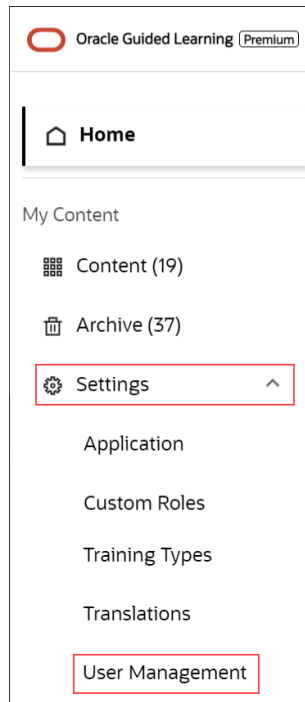 Oracle Guided Learning Premium
Home
My Content
Content (19)
Archive (37)
Settings
Application
Custom Roles
Training Types
Translations
User Management